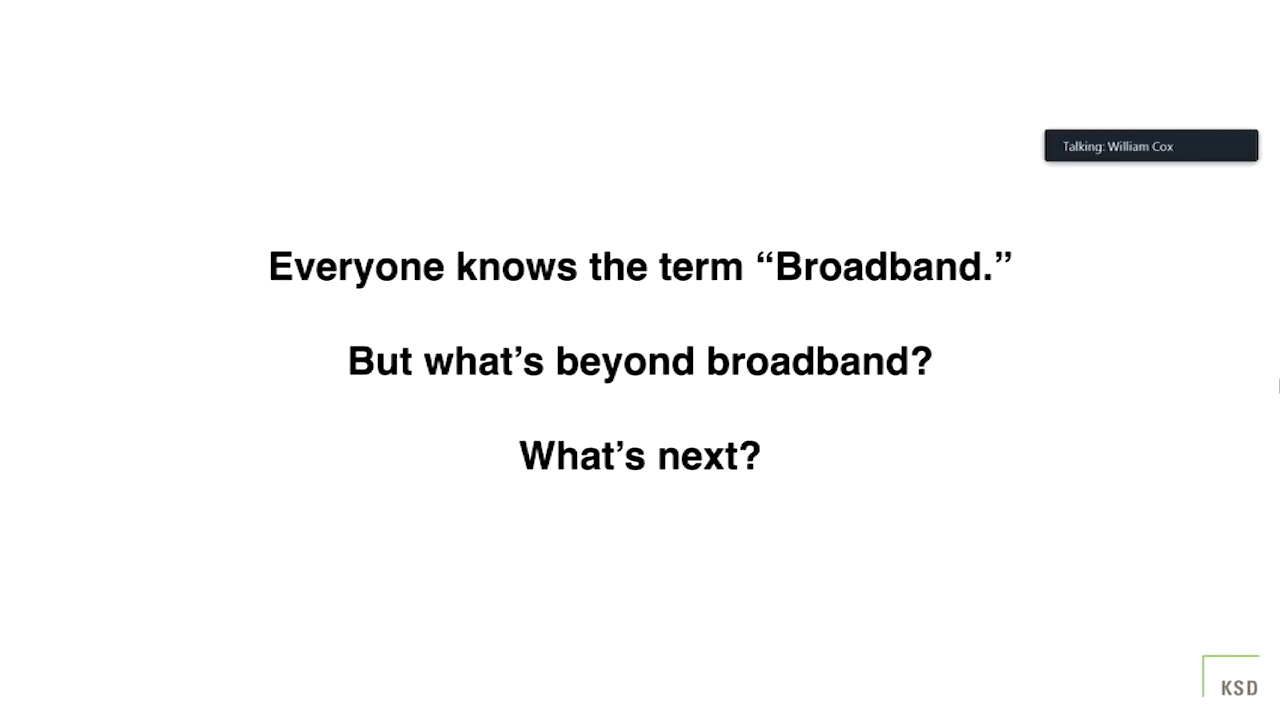 Talking: William Cox
Everyone knows the term “Broadband.”
But what’s beyond broadband?
What’s next?
KSD